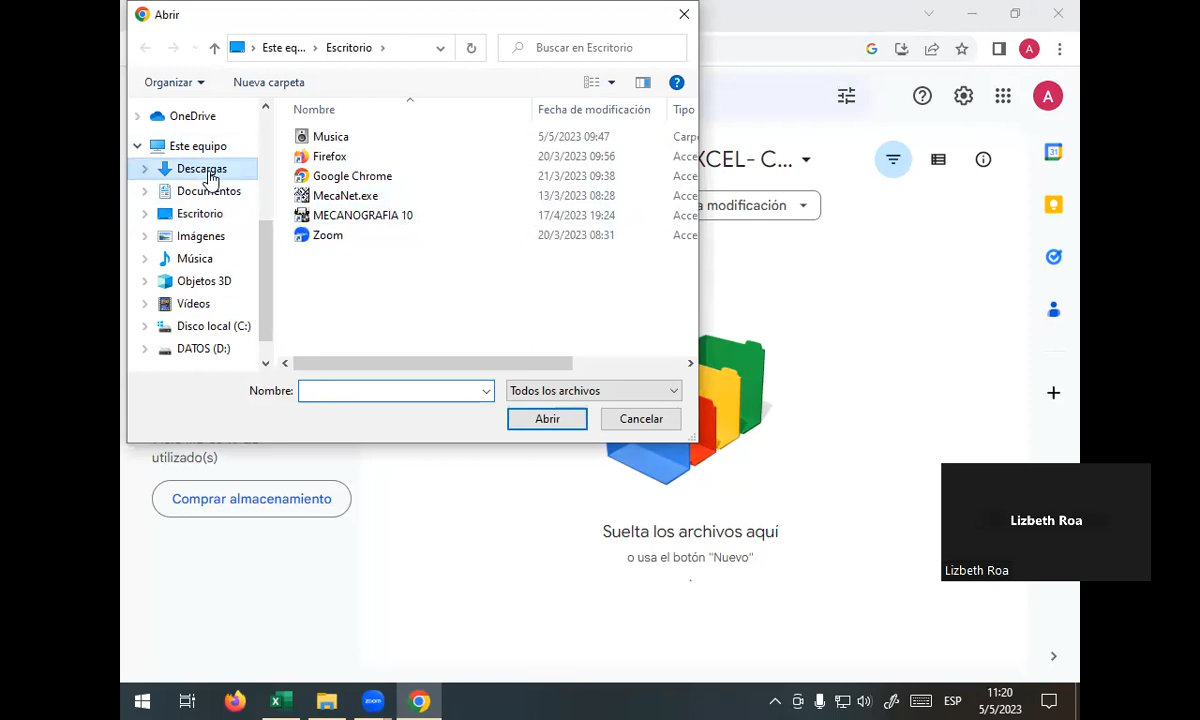 Abrir
Este eq... Escritorio
Buscar en Escritorio
Organizar Nueva carpeta
Nombre Fecha de modificación Tipo
OneDrive
Este equipo
Descargas
Documentos
Escritorio
Imágenes
Música
Objetos 3D
Vídeos
Disco local (C:)
DATOS (D:)
Musica 5/5/2023 09:47 Carp
Firefox 20/3/2023 09:56 Acce
Google Chrome 21/3/2023 09:38 Acce
MecaNet.exe 13/3/2023 08:28 Acce
MECANOGRAFIA 10 17/4/2023 19:24 Acce
Zoom 20/3/2023 08:31 Acce
Nombre: Todos los archivos
Abrir Cancelar
A
A
XCEL- C...
a modificación
31
utilizado(s)
Comprar almacenamiento
Suelta los archivos aquí
o usa el botón "Nuevo"
Lizbeth Roa
Lizbeth Roa
zoom
ESP
11:20
5/5/2023